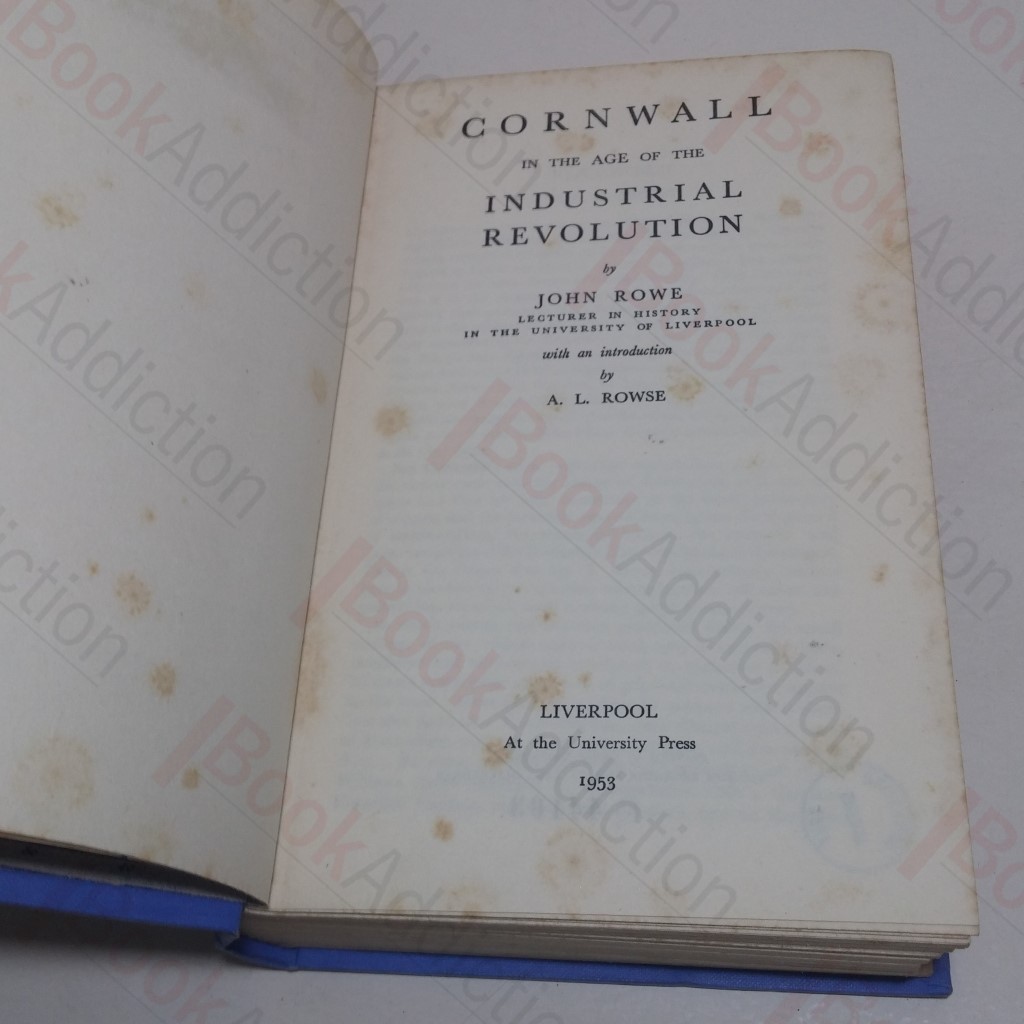 CORNWALL
IN THE AGE OF THE
INDUSTRIAL
REVOLUTION
by
JOHN ROWE
LECTURER IN HISTORY
IN THE UNIVERSITY OF LIVERPOOL
with an introduction
by
A. L. ROWSE
LIVERPOOL
At the University Press
1953
BookAddiction